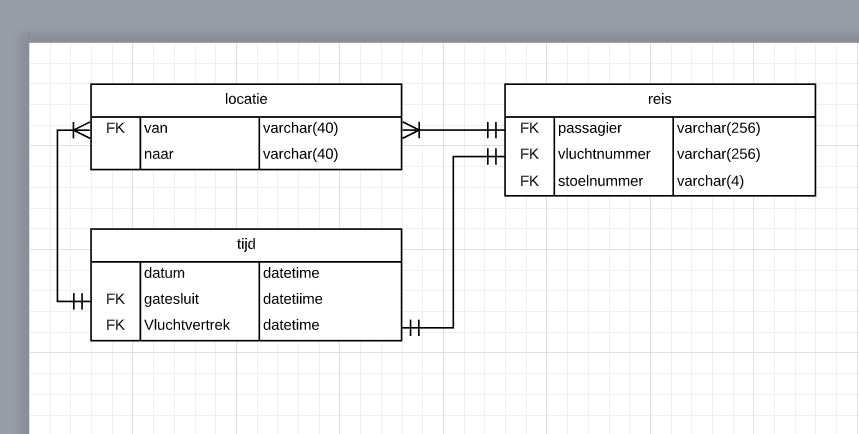 locatie
FK van varchar(40)
naar varchar(40)
reis
FK passagier varchar(256)
FK vluchtnummer varchar(256)
FK stoelnummer varchar(4)
tijd
datum datetime
FK gatesluit datetiime
FK Vluchtvertrek datetime